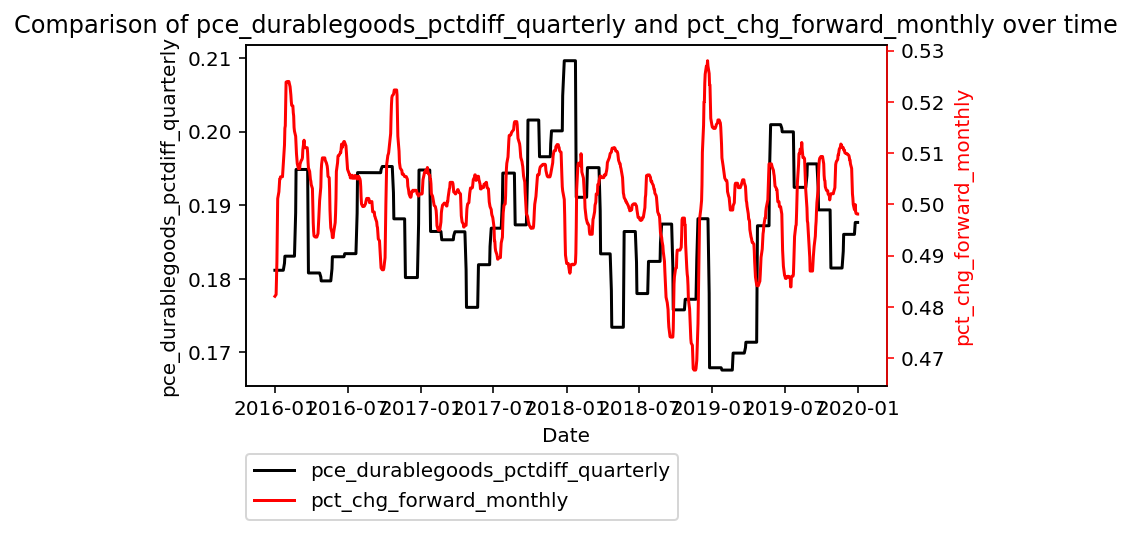 Comparison of pce_durablegoods_pctdiff_quarterly and pct_chg_forward_monthly over time
pce_durablegoods_pctdiff_quarterly
0.21
0.20
0.19
0.18
0.17
0.53
0.52
0.51
0.50
0.49
0.48
0.47
pct_chg_forward_monthly
2016-01 2016-07 2017-01 2017-07 2018-01 2018-07 2019-01 2019-07 2020-01
Date
pce_durablegoods_pctdiff_quarterly
pct_chg_forward_monthly